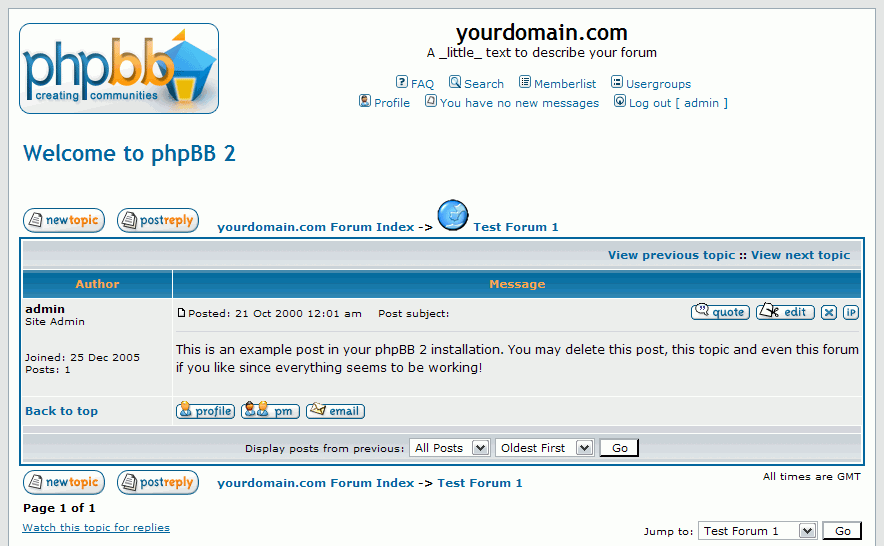 phpBB
creating communities
yourdomain.com
A _little_ text to describe your forum
FAQ Search Memberlist Usergroups
Profile You have no new messages Log out [ admin ]
Welcome to phpBB 2
newtopic postreply yourdomain.com Forum Index -> Test Forum 1
View previous topic :: View next topic
Author Message
admin
Site Admin
Joined: 25 Dec 2005
Posts: 1
Posted: 21 Oct 2000 12:01 am Post subject: quote edit X iP
This is an example post in your phpBB 2 installation. You may delete this post, this topic and even this forum
if you like since everything seems to be working!
Back to top profile pm email
Display posts from previous: All Posts Oldest First Go
newtopic postreply yourdomain.com Forum Index -> Test Forum 1
All times are GMT
Page 1 of 1
Watch this topic for replies
Jump to: Test Forum 1 Go